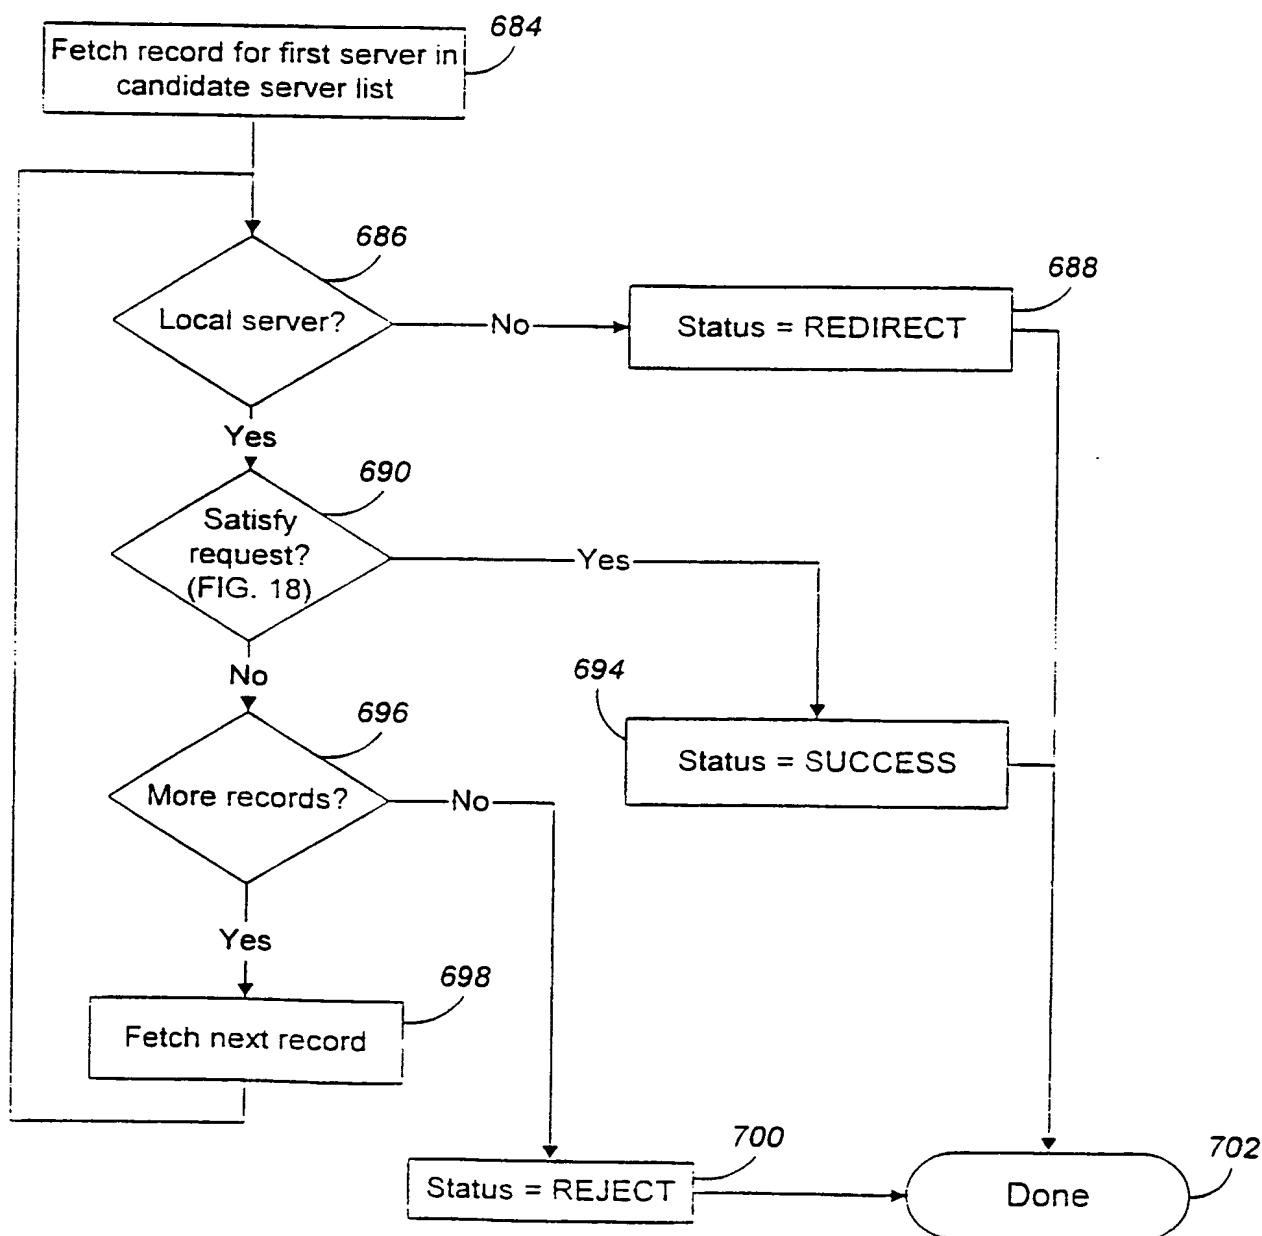 684
Fetch record for first server in
candidate server list
686
Local server?
No
688
Status = REDIRECT
Yes
690
Satisfy
request?
(FIG. 18)
Yes
No
694
Status = SUCCESS
696
More records?
No
Yes
698
Fetch next record
700
Status = REJECT
702
Done